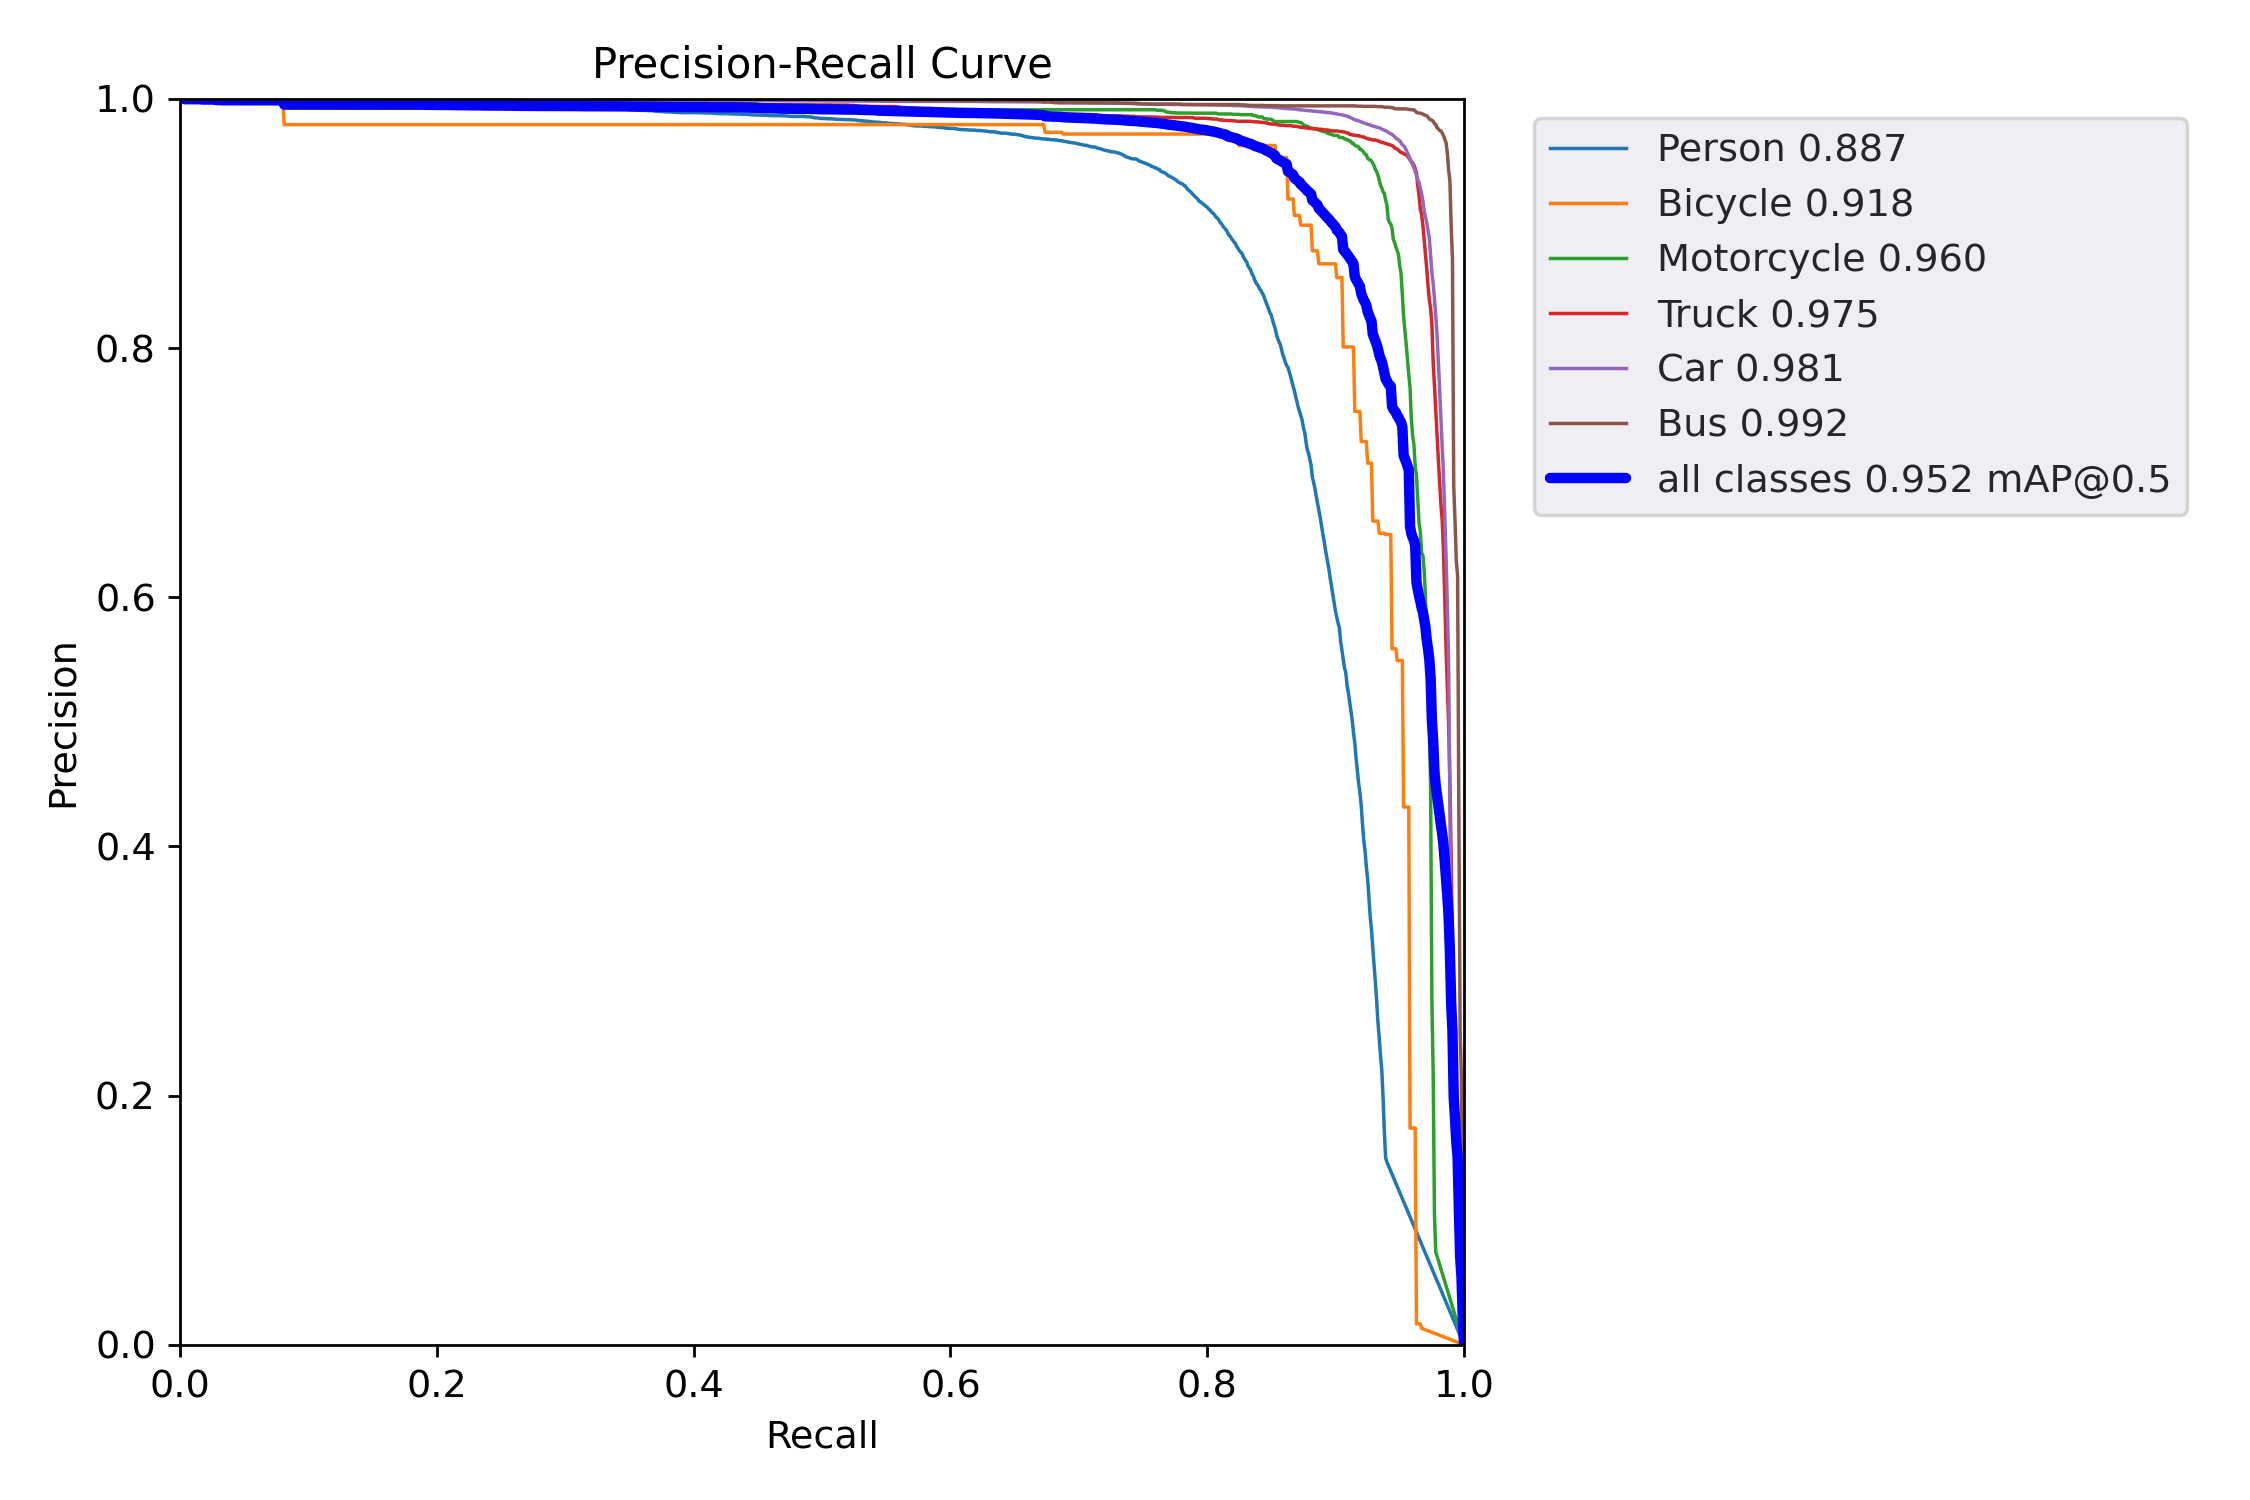 Precision-Recall Curve
1.0
0.8
0.6
0.4
0.2
0.0
Precision
0.0 0.2 0.4 0.6 0.8 1.0
Recall
Person 0.887
Bicycle 0.918
Motorcycle 0.960
Truck 0.975
Car 0.981
Bus 0.992
all classes 0.952 mAP@0.5